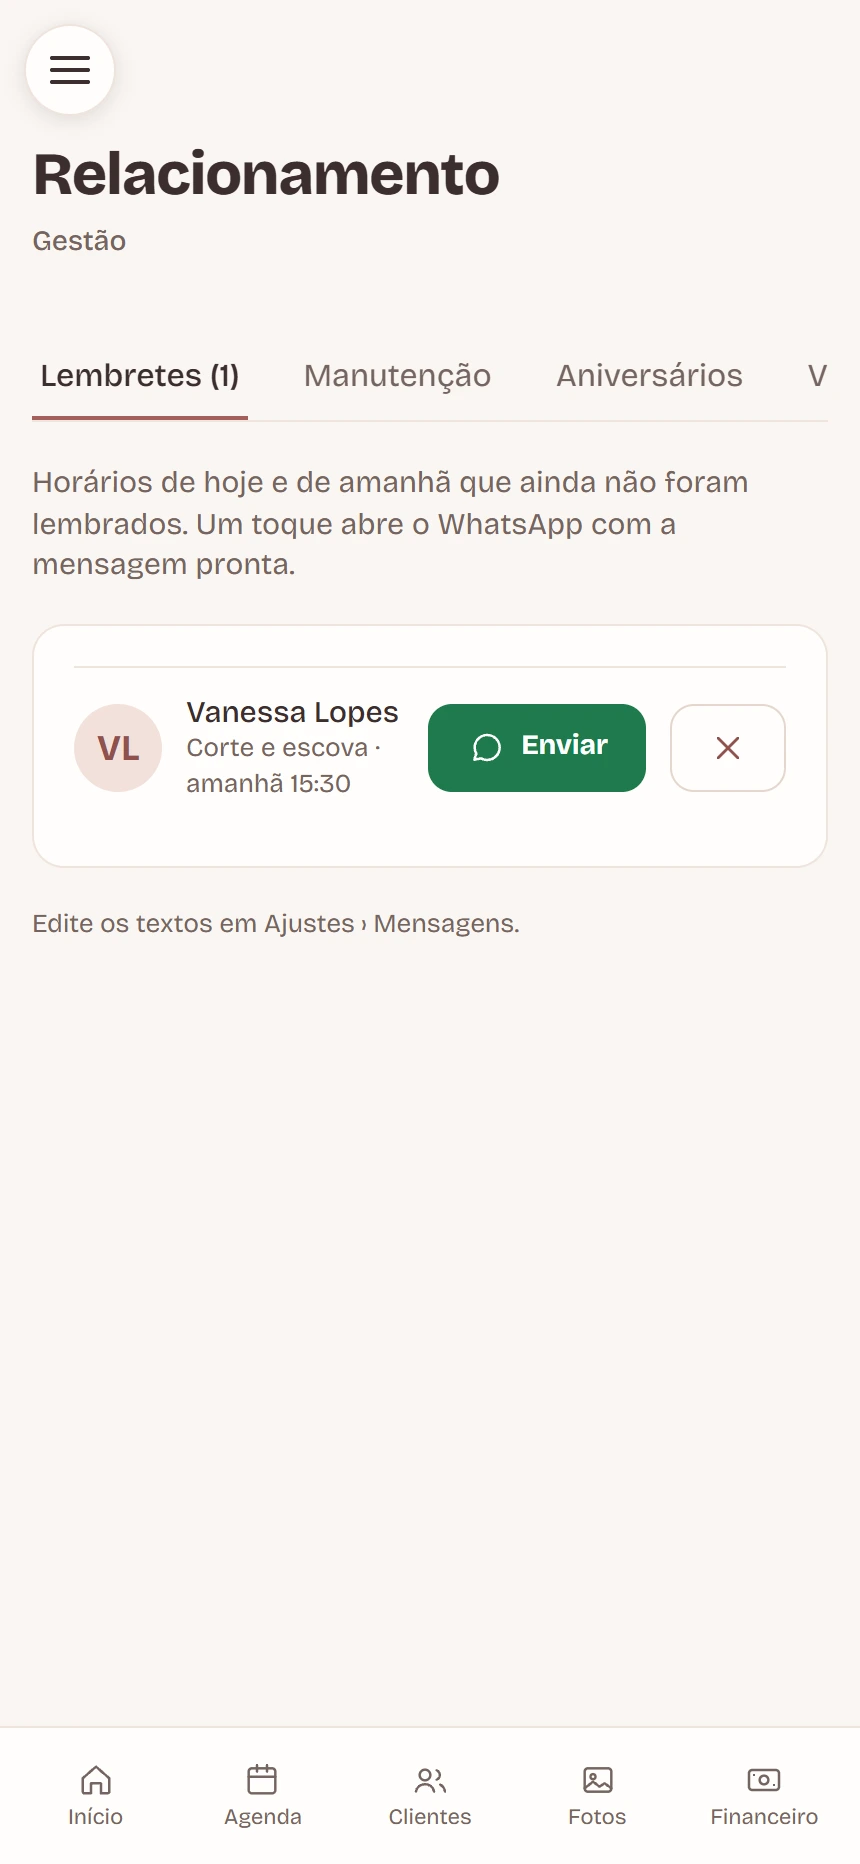 Relacionamento
Gestão
Lembretes (1) Manutenção Aniversários V
Horários de hoje e de amanhã que ainda não foram
lembrados. Um toque abre o WhatsApp com a
mensagem pronta.
VL
Vanessa Lopes
Corte e escova ·
amanhã 15:30
Enviar
Edite os textos em Ajustes › Mensagens.
Início Agenda Clientes Fotos Financeiro